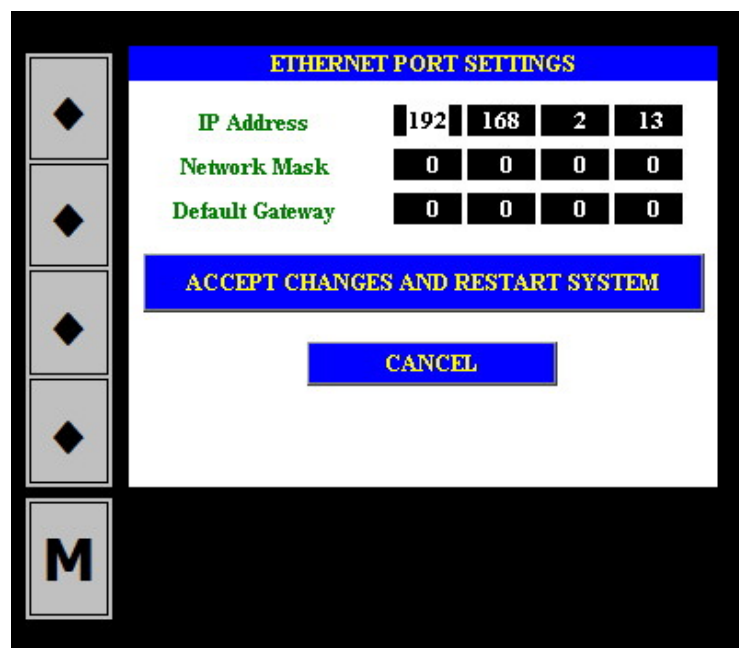 ETHERNET PORT SETTINGS
IP Address 192 168 2 13
Network Mask 0 0 0 0
Default Gateway 0 0 0 0
ACCEPT CHANGES AND RESTART SYSTEM
CANCEL
M